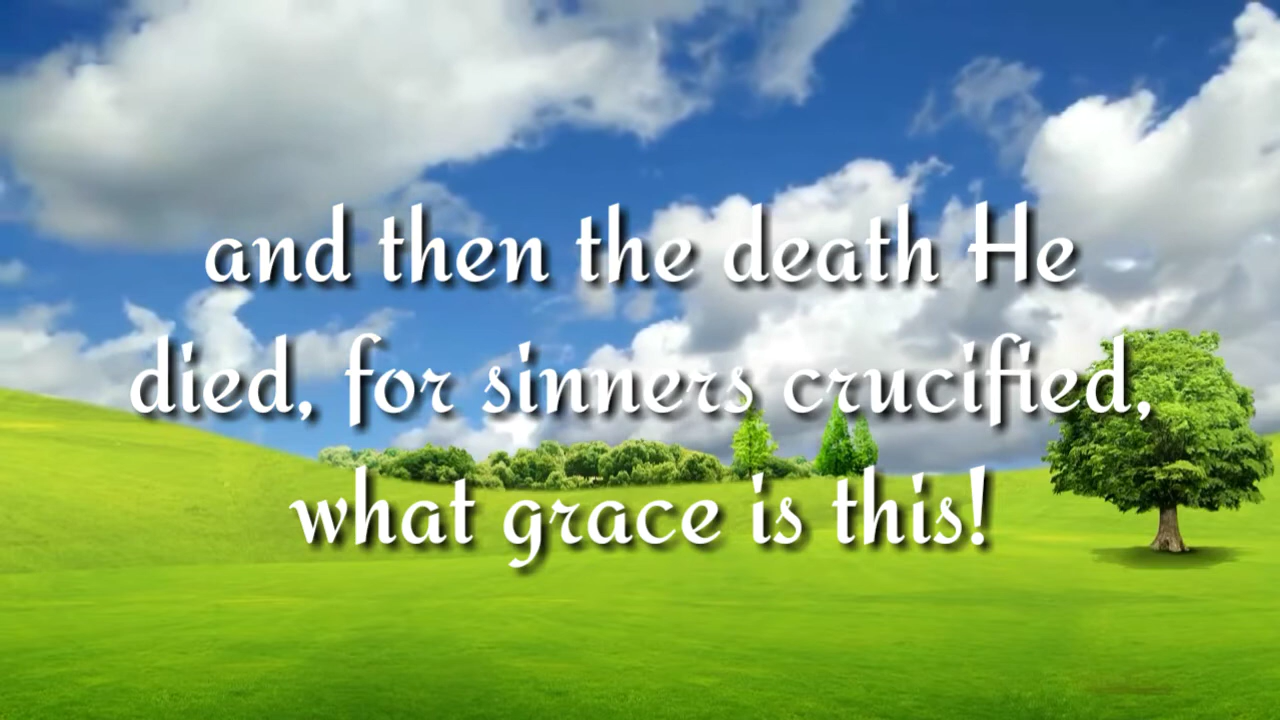 and then the death He
died, for sinners crucified,
what grace is this!